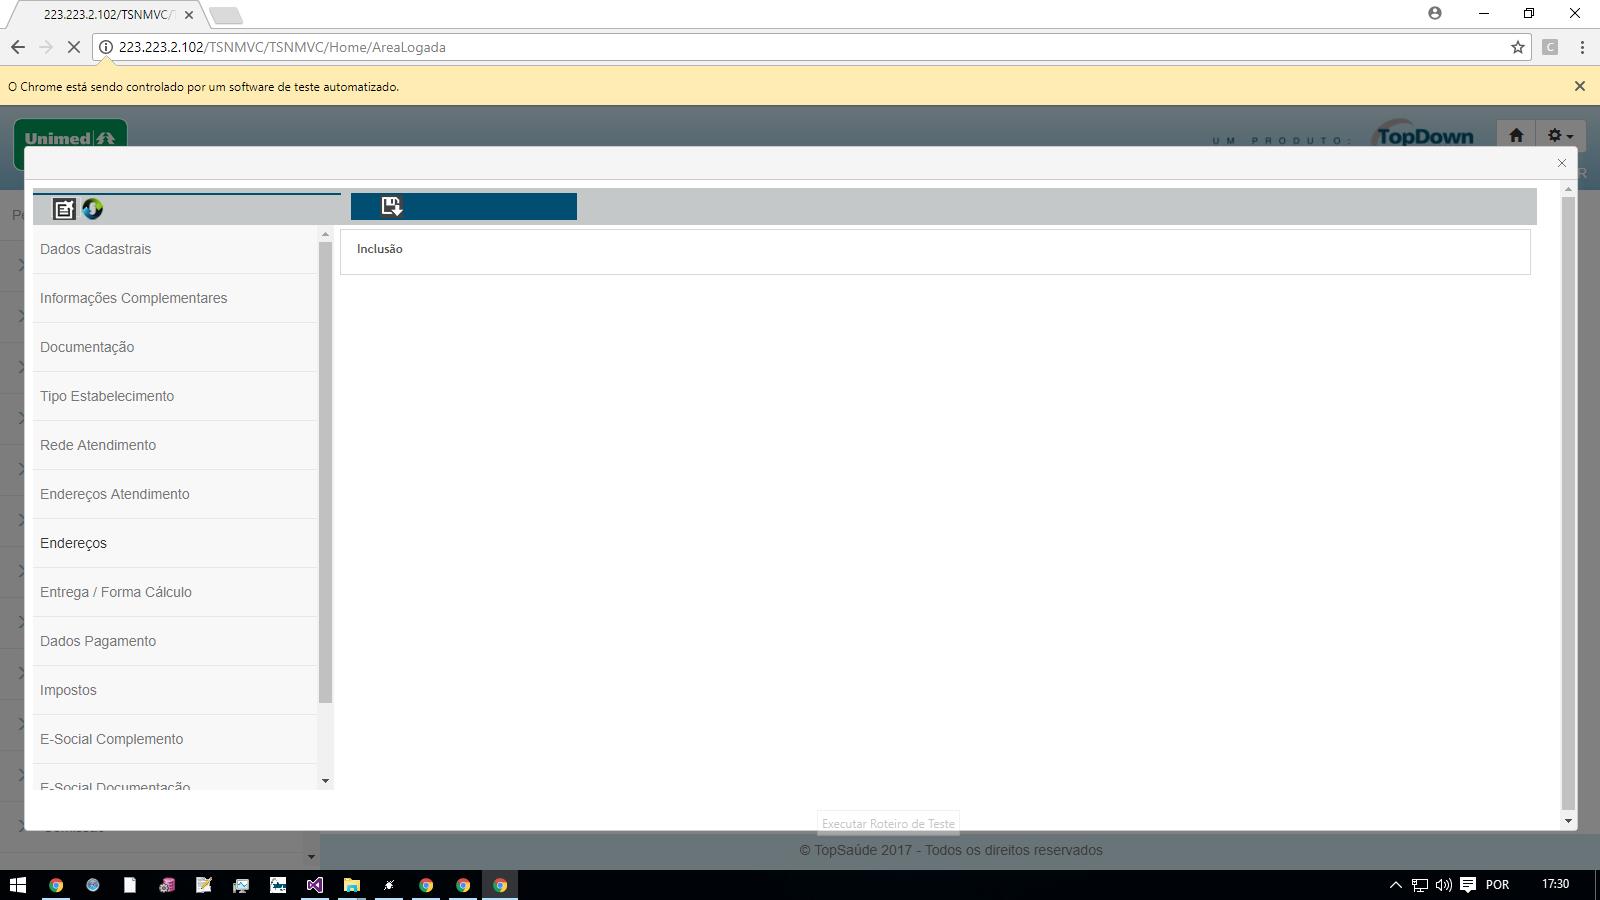 223.223.2.102/TSNMVC/
223.223.2.102/TSNMVC/TSNMVC/Home/AreaLogada
C
O Chrome está sendo controlado por um software de teste automatizado.
Unimed
UM PRODUTO:
TopDown
R
Inclusão
Dados Cadastrais
Informações Complementares
Documentação
Tipo Estabelecimento
Rede Atendimento
Endereços Atendimento
Endereços
Entrega / Forma Cálculo
Dados Pagamento
Impostos
E-Social Complemento
E-Social Documentação
Executar Roteiro de Teste
© TopSaúde 2017 - Todos os direitos reservados
POR
17:30